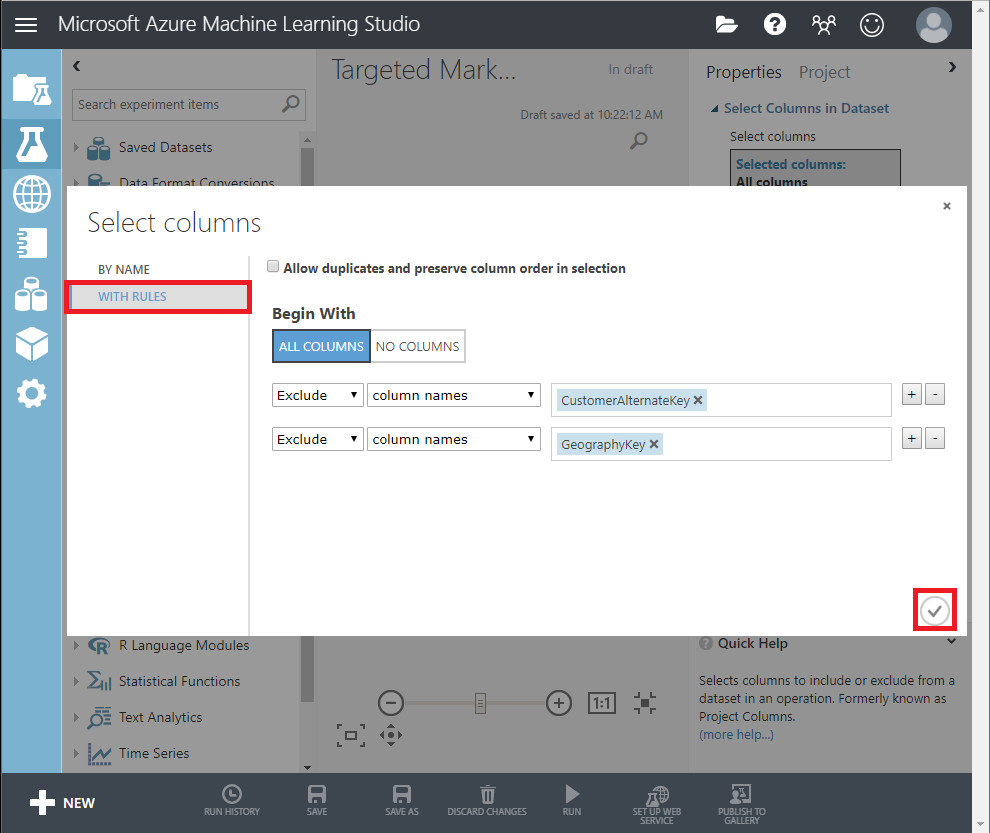 Microsoft Azure Machine Learning Studio
Search experiment items
Saved Datasets
Data Format Conversions
Targeted Mark...
In draft
Draft saved at 10:22:12 AM
Properties
Project
Select Columns in Dataset
Select columns
Selected columns:
All columns
Select columns
BY NAME
WITH RULES
Allow duplicates and preserve column order in selection
Begin With
ALL COLUMNS
NO COLUMNS
Exclude
column names
CustomerAlternateKey
+
-
Exclude
column names
GeographyKey
+
-
R Language Modules
Statistical Functions
Text Analytics
Time Series
1:1
Quick Help
Selects columns to include or exclude from a
dataset in an operation. Formerly known as
Project Columns.
(more help...)
NEW
RUN HISTORY
SAVE
SAVE AS
DISCARD CHANGES
RUN
SET UP WEB
SERVICE
PUBLISH TO
GALLERY